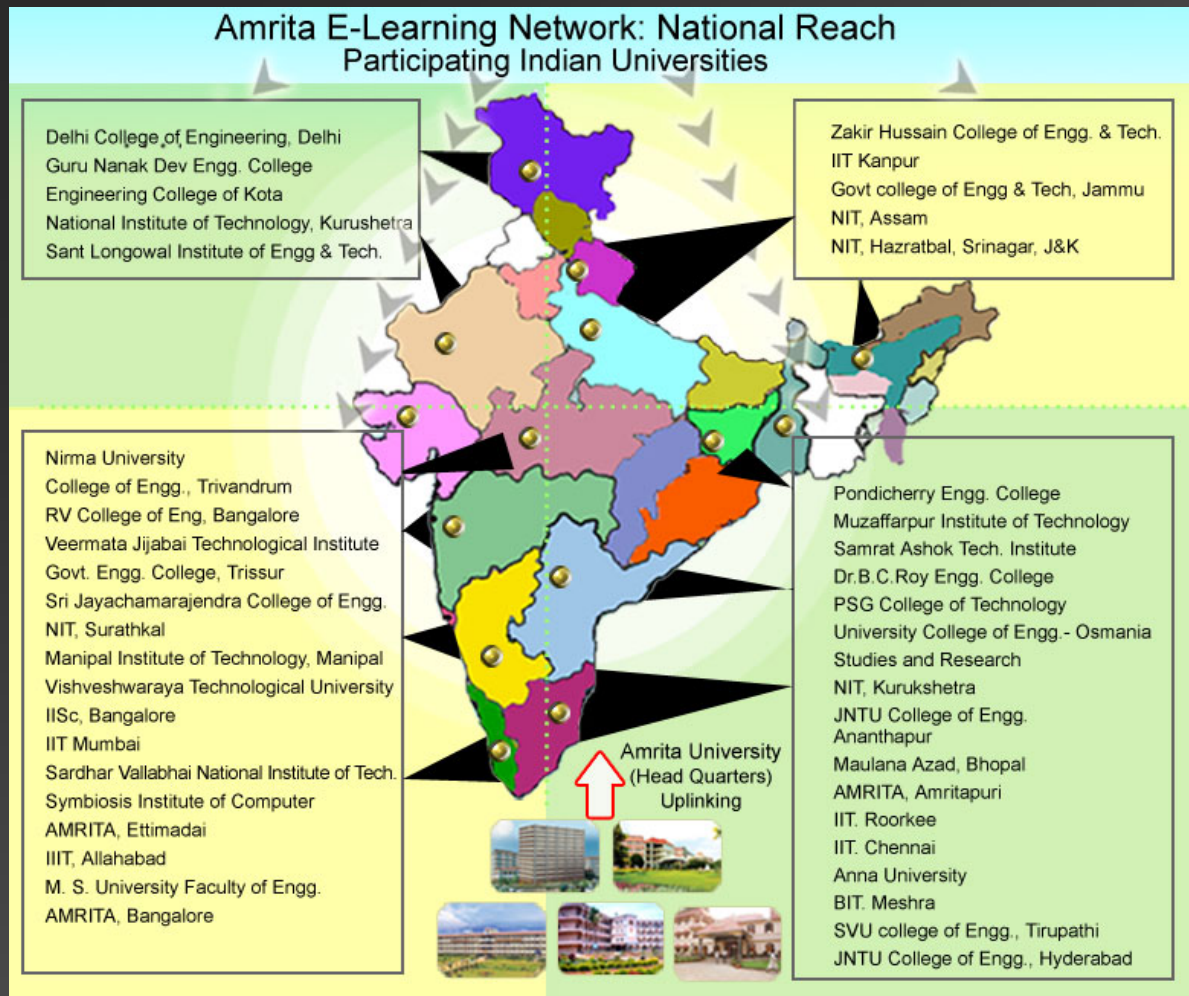 Amrita E-Learning Network: National Reach
Participating Indian Universities
Delhi College of Engineering, Delhi
Guru Nanak Dev Engg. College
Engineering College of Kota
National Institute of Technology, Kurushetra
Sant Longowal Institute of Engg & Tech.
Zakir Hussain College of Engg. & Tech.
IIT Kanpur
Govt college of Engg & Tech, Jammu
NIT, Assam
NIT, Hazratbal, Srinagar, J&K
Nirma University
College of Engg., Trivandrum
RV College of Eng, Bangalore
Veermata Jijabai Technological Institute
Govt. Engg. College, Trissur
Sri Jayachamarajendra College of Engg.
NIT, Surathkal
Manipal Institute of Technology, Manipal
Vishveshwaraya Technological University
IISc, Bangalore
IIT Mumbai
Sardhar Vallabhai National Institute of Tech.
Symbiosis Institute of Computer
AMRITA, Ettimadai
IIIT, Allahabad
M. S. University Faculty of Engg.
AMRITA, Bangalore
Pondicherry Engg. College
Muzaffarpur Institute of Technology
Samrat Ashok Tech. Institute
Dr.B.C.Roy Engg. College
PSG College of Technology
University College of Engg.- Osmania
Studies and Research
NIT, Kurukshetra
JNTU College of Engg.
Ananthapur
Maulana Azad, Bhopal
AMRITA, Amritapuri
IIT. Roorkee
IIT. Chennai
Anna University
BIT. Meshra
SVU college of Engg., Tirupathi
JNTU College of Engg., Hyderabad
Amrita University
(Head Quarters)
Uplinking